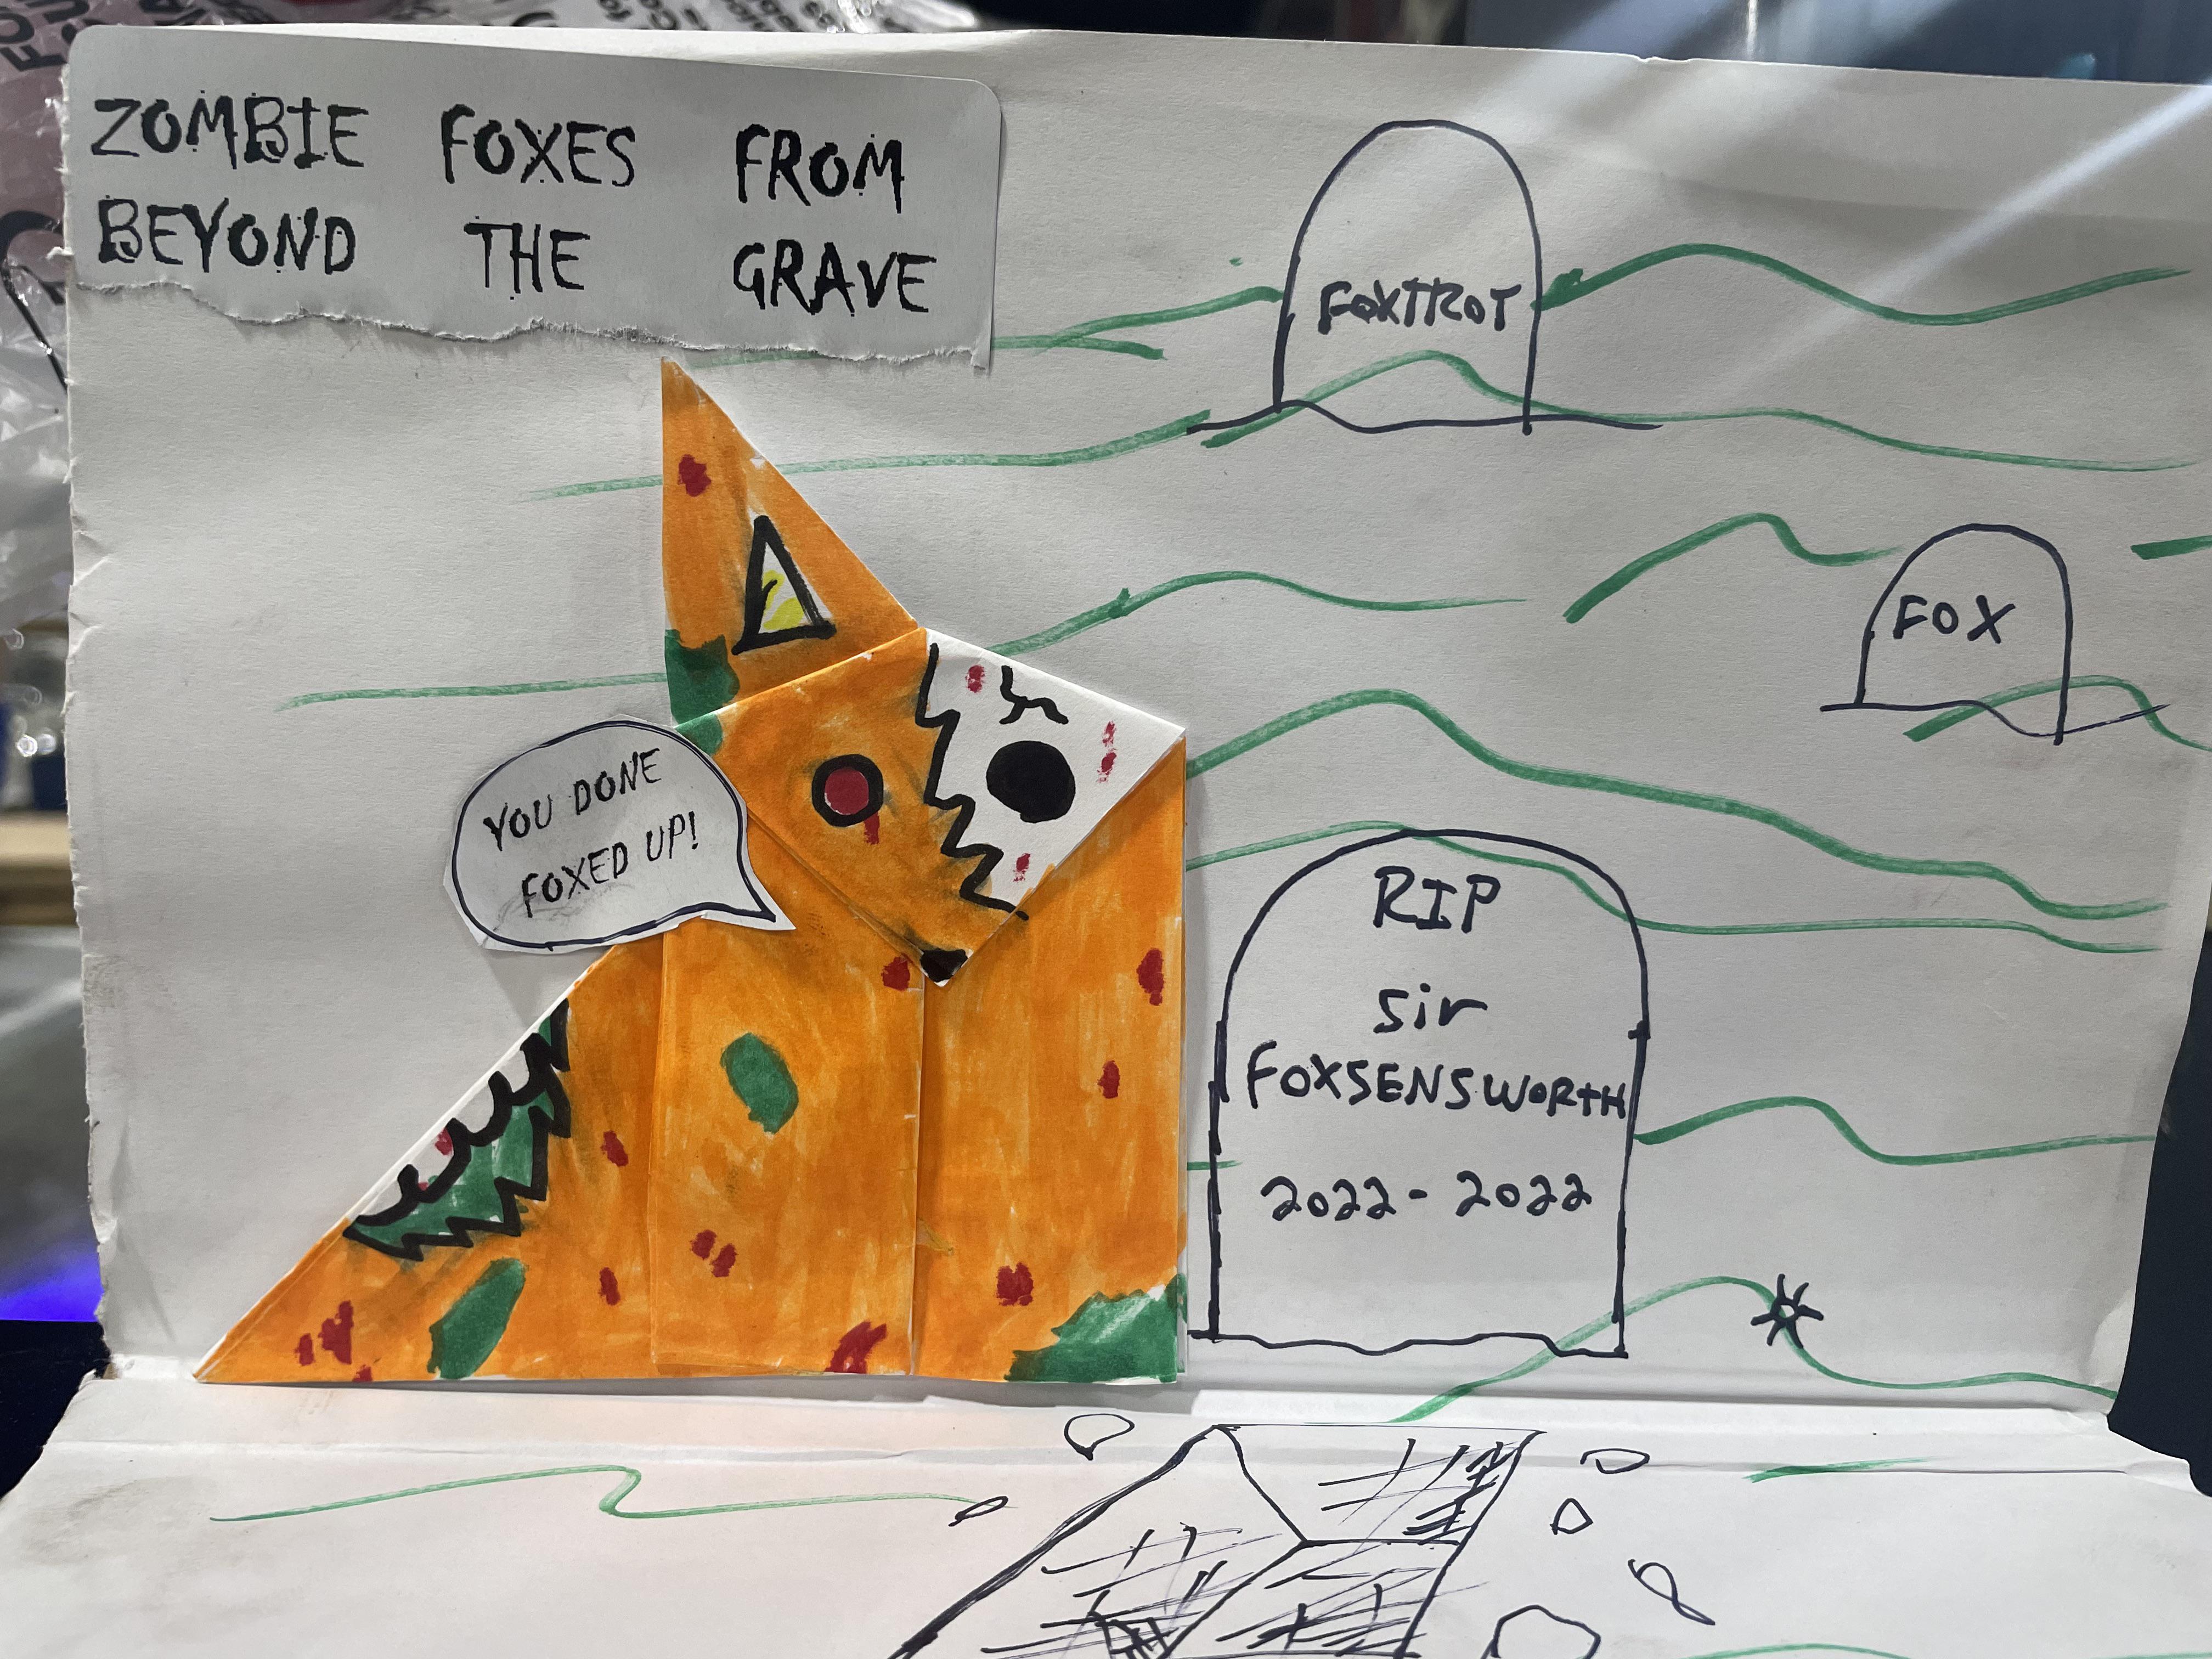 ZOMBIE FOXES FROM
BEYOND THE GRAVE
FOXTROT
FOX
YOU DONE
FOXED UP!
RIP
Sir
FOXSENSWORTH
2022 - 2022